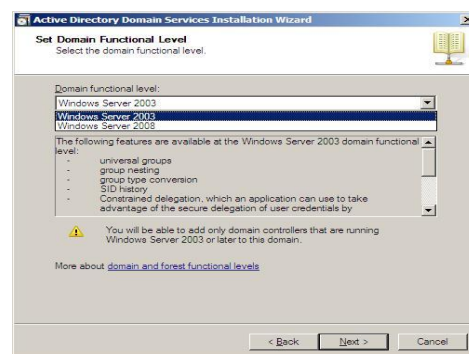 Active Directory Domain Services Installation Wizard
Set Domain Functional Level
Select the domain functional level.
Domain functional level:
Windows Server 2003
Windows Server 2003
Windows Server 2008
The following features are available at the Windows Server 2003 domain functional
level:
- universal groups
- group nesting
- group type conversion
- SID history
- Constrained delegation, which an application can use to take
advantage of the secure delegation of user credentials by
You will be able to add only domain controllers that are running
Windows Server 2003 or later to this domain.
More about domain and forest functional levels
< Back
Next >
Cancel